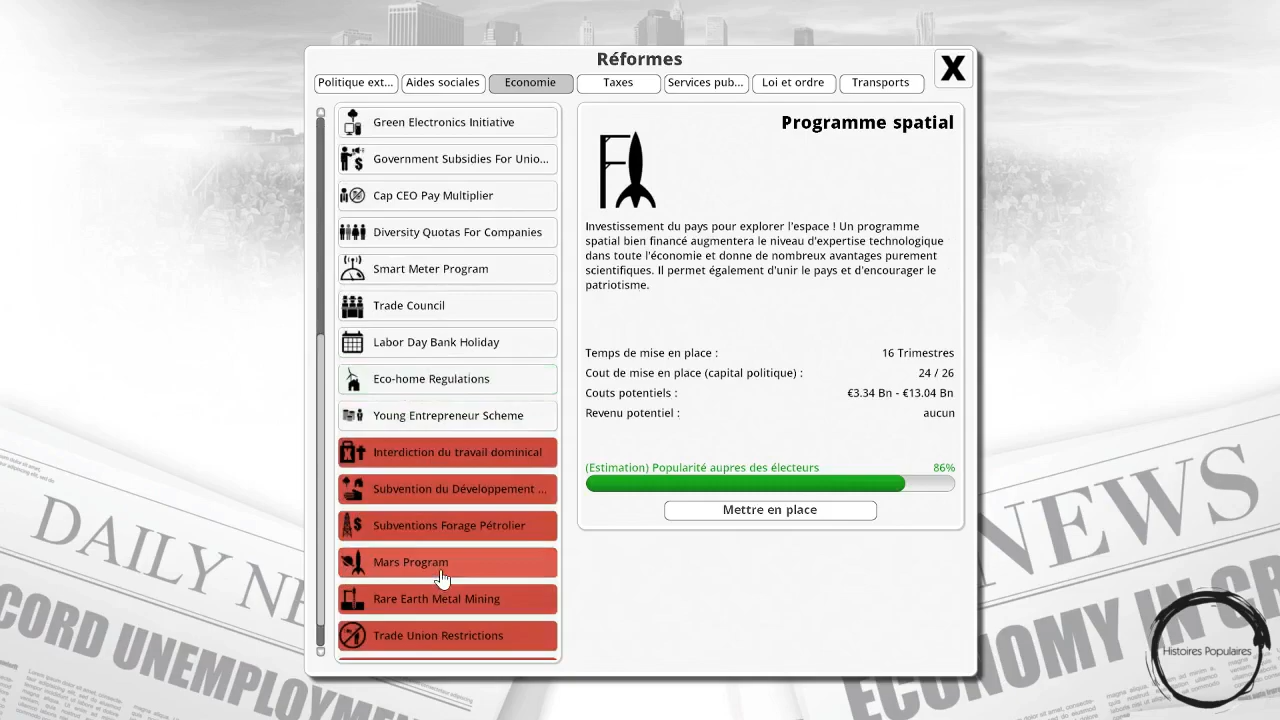 Réformes
X
Politique ext...
Aides sociales
Economie
Taxes
Services pub...
Loi et ordre
Transports
Green Electronics Initiative
Government Subsidies For Unio...
Cap CEO Pay Multiplier
Diversity Quotas For Companies
Smart Meter Program
Trade Council
Labor Day Bank Holiday
Eco-home Regulations
Young Entrepreneur Scheme
Interdiction du travail dominical
Subvention du Développement ...
Subventions Forage Pétrolier
Mars Program
Rare Earth Metal Mining
Trade Union Restrictions
Programme spatial
Investissement du pays pour explorer l'espace ! Un programme
spatial bien financé augmentera le niveau d'expertise technologique
dans toute l'économie et donne de nombreux avantages purement
scientifiques. Il permet également d'unir le pays et d'encourager le
patriotisme.
Temps de mise en place : 16 Trimestres
Cout de mise en place (capital politique) : 24 / 26
Couts potentiels : €3.34 Bn - €13.04 Bn
Revenu potentiel : aucun
(Estimation) Popularité aupres des électeurs 86%
Mettre en place
DAILY NE
CORD UNEMPLOYM
NEWS
ECONOMY IN CR
Histoires Populaires